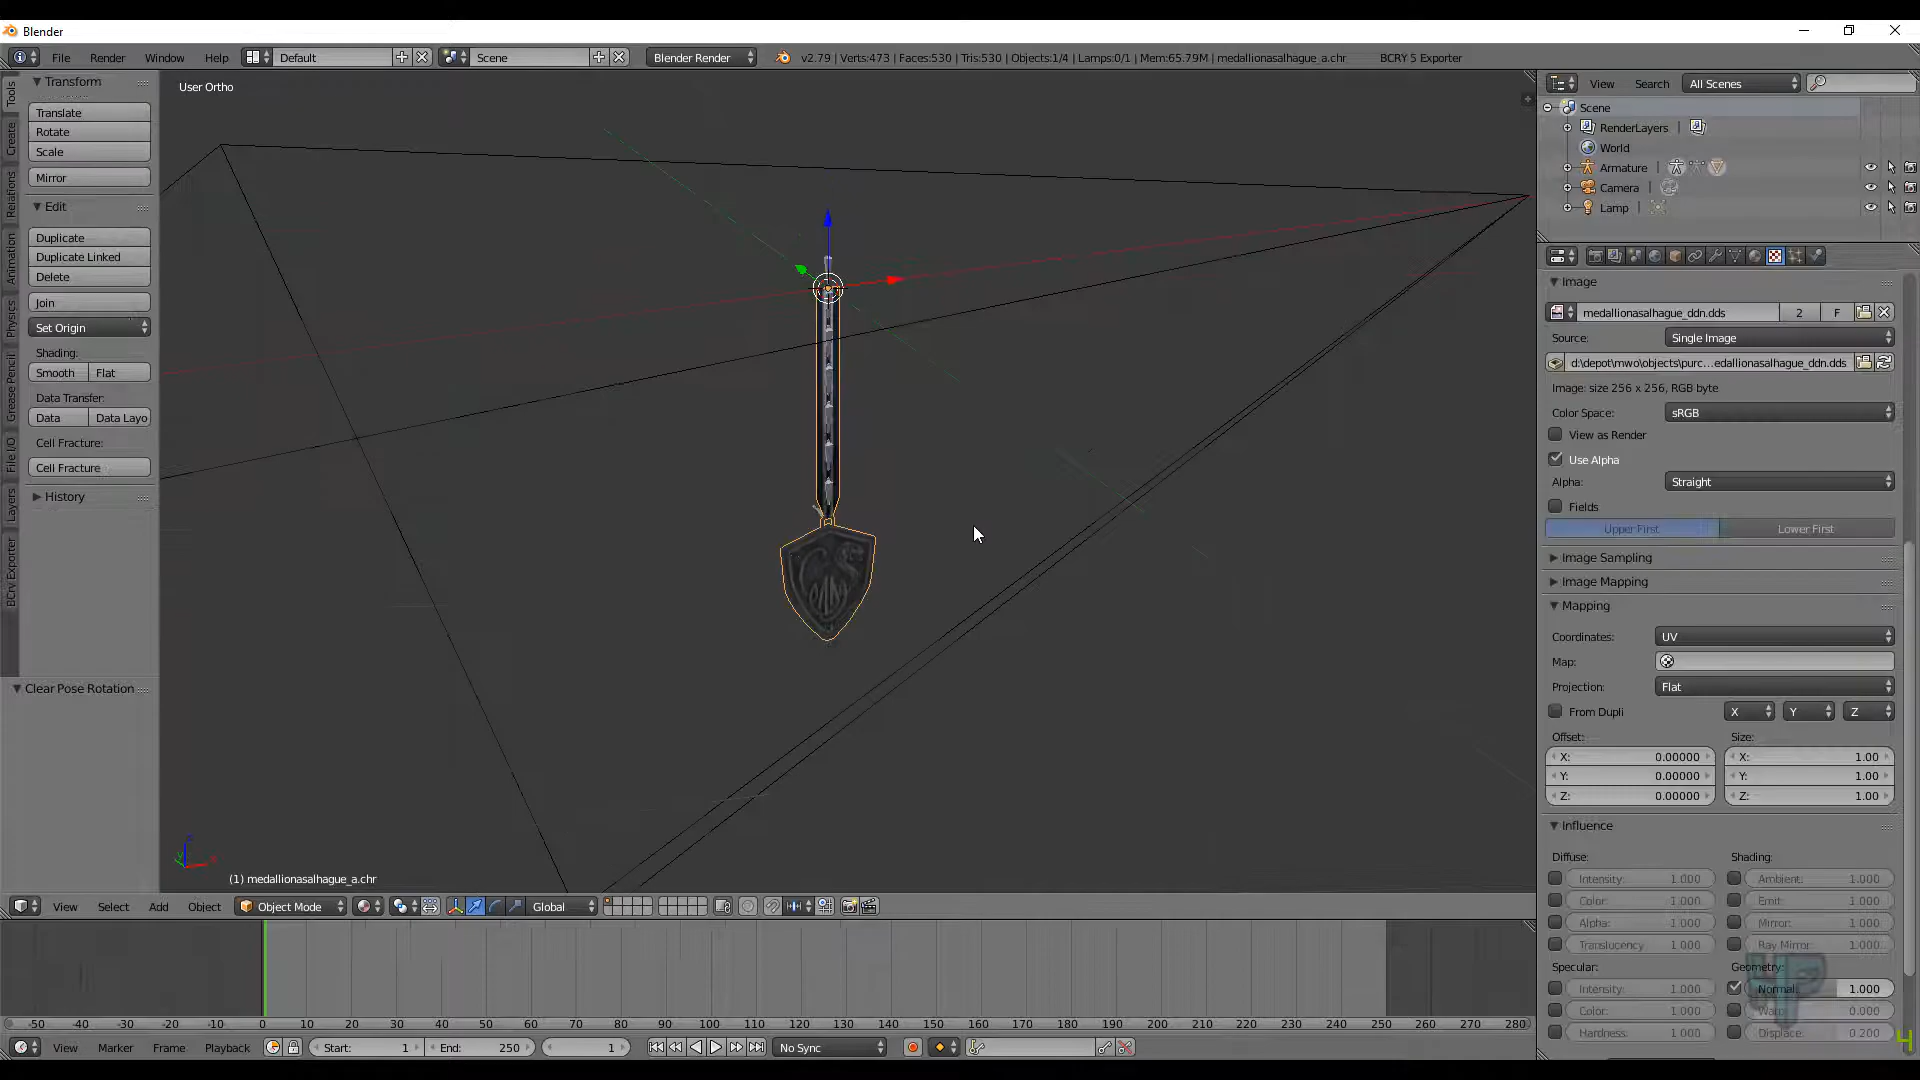 Blender
File Render Window Help Default Scene Blender Render v2.79 | Verts:473 | Faces:530 | Tris:530 | Objects:1/4 | Lamps:0/1 | Mem:65.79M | medallionasalhague_a.chr BCRY 5 Exporter
Tools
Create
Relations
Animation
Physics
Grease Pencil
File I/O
Layers
BCry Exporter
Transform
Translate
Rotate
Scale
Mirror
Edit
Duplicate
Duplicate Linked
Delete
Join
Set Origin
Shading:
Smooth Flat
Data Transfer:
Data Data Layo
Cell Fracture:
Cell Fracture
History
Clear Pose Rotation
User Ortho
(1) medallionasalhague_a.chr
View Select Add Object Object Mode Global
-50 -40 -30 -20 -10 0 10 20 30 40 50 60 70 80 90 100 110 120 130 140 150 160 170 180 190 200 210 220 230 240 250 260 270 280
View Marker Frame Playback Start: 1 End: 250 1 No Sync
View Search All Scenes
Scene
RenderLayers |
World
Armature |
Camera |
Lamp |
Image
medallionasalhague_ddn.dds 2 F
Source: Single Image
d:\depot\mwo\objects\purc...edallionasalhague_ddn.dds
Image: size 256 x 256, RGB byte
Color Space: sRGB
View as Render
Use Alpha
Alpha: Straight
Fields
Upper First Lower First
Image Sampling
Image Mapping
Mapping
Coordinates: UV
Map:
Projection: Flat
From Dupli X Y Z
Offset: Size:
X: 0.00000 X: 1.00
Y: 0.00000 Y: 1.00
Z: 0.00000 Z: 1.00
Influence
Diffuse: Shading:
Intensity: 1.000 Ambient: 1.000
Color: 1.000 Emit: 1.000
Alpha: 1.000 Mirror: 1.000
Translucency 1.000 Ray Mirror: 1.000
Specular: Geometry:
Intensity: 1.000 Normal: 1.000
Color: 1.000 Warp: 0.000
Hardness: 1.000 Displace: 0.200
4